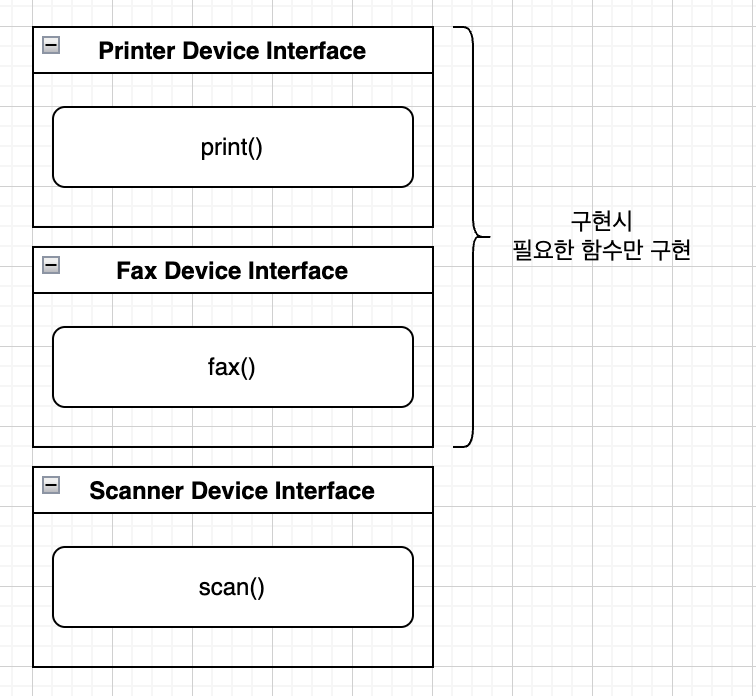 Printer Device Interface
print()
구현시
필요한 함수만 구현
Fax Device Interface
fax()
Scanner Device Interface
scan()